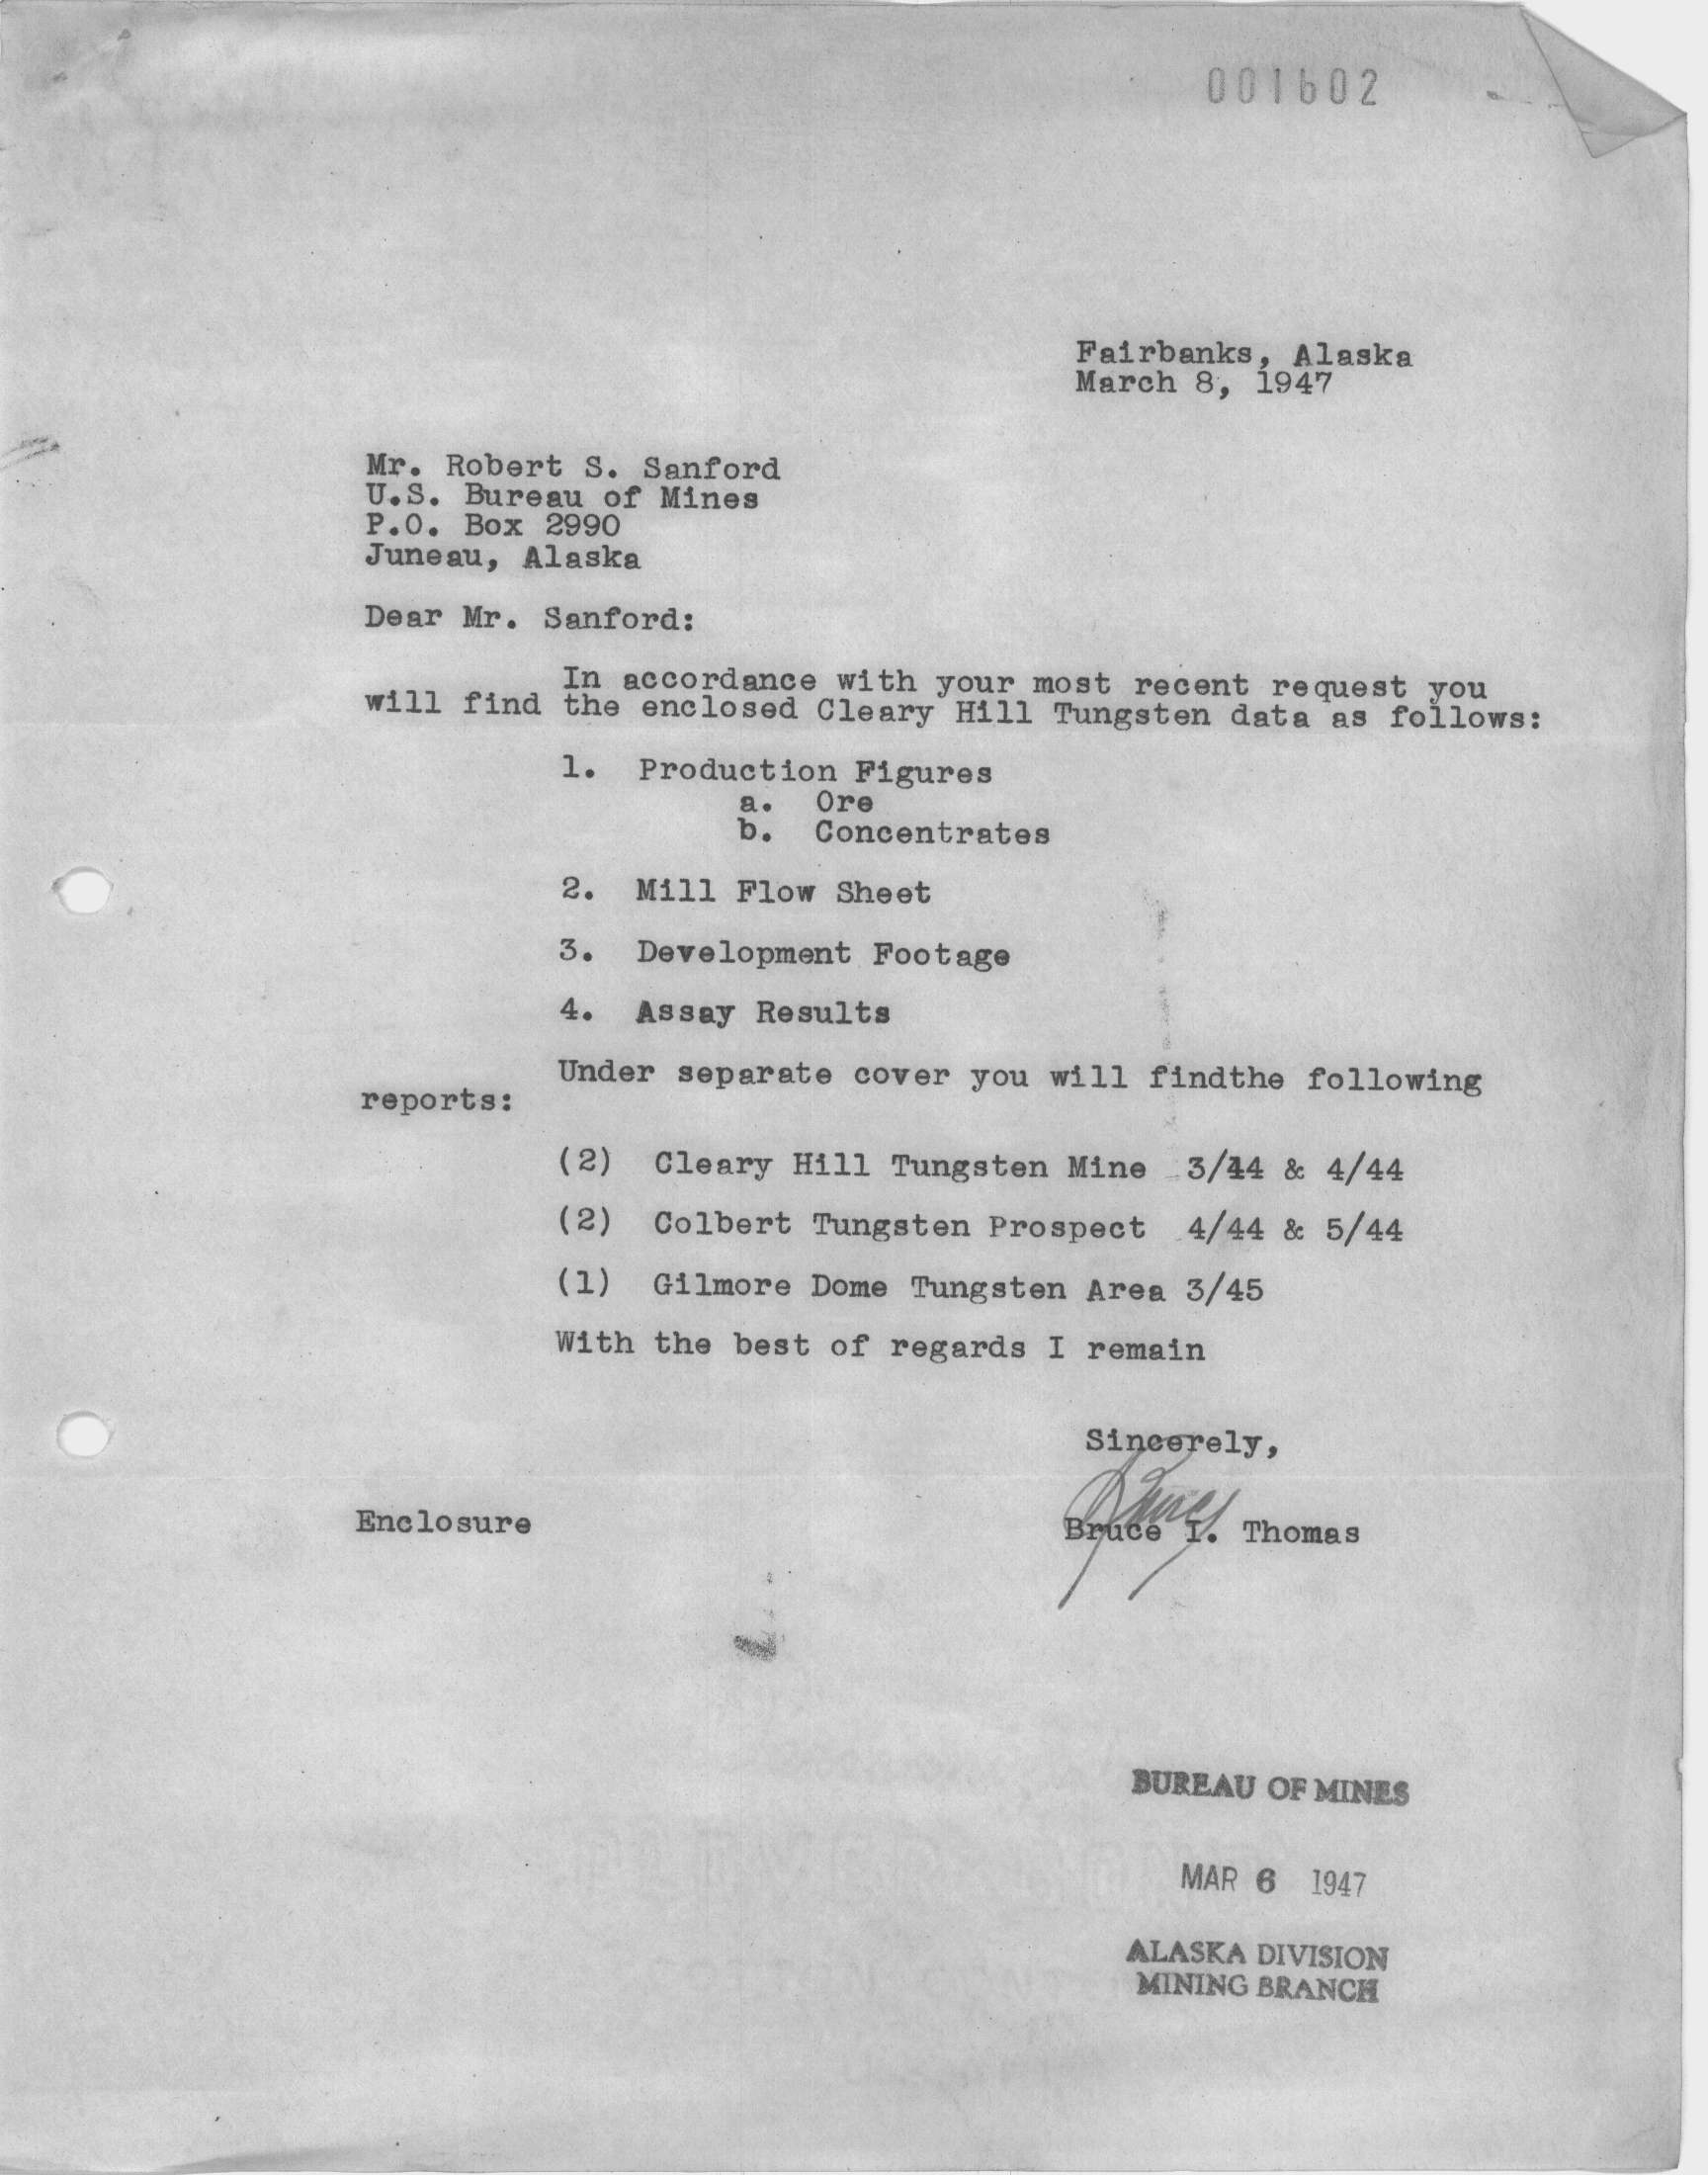 001602
Fairbanks, Alaska
March 8, 1947
Mr. Robert S. Sanford
U.S. Bureau of Mines
P.O. Box 2990
Juneau, Alaska
Dear Mr. Sanford:
In accordance with your most recent request you
will find the enclosed Cleary Hill Tungsten data as follows:
1. Production Figures
a. Ore
b. Concentrates
2. Mill Flow Sheet
3. Development Footage
4. Assay Results
Under separate cover you will findthe following
reports:
(2) Cleary Hill Tungsten Mine 3/44 & 4/44
(2) Colbert Tungsten Prospect 4/44 & 5/44
(1) Gilmore Dome Tungsten Area 3/45
With the best of regards I remain
Sincerely,
Bruce
Enclosure
Bruce I. Thomas
BUREAU OF MINES
MAR 6 1947
ALASKA DIVISION
MINING BRANCH